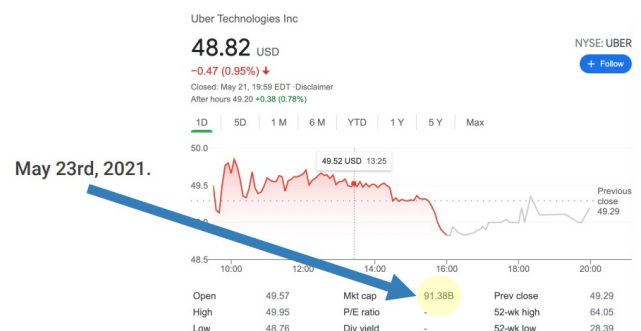 Uber Technologies Inc
48.82 USD
NYSE: UBER
−0.47 (0.95%) ↓
+ Follow
Closed: May 21, 19:59 EDT · Disclaimer
After hours 49.20 +0.38 (0.78%)
1D 5D 1 M 6 M YTD 1 Y 5 Y Max
50.0
49.52 USD 13:25
May 23rd, 2021.
49.5
Previous
close
49.29
48.5
10:00 12:00 14:00 16:00 18:00 20:00
Open 49.57 Mkt cap 91.38B Prev close 49.29
High 49.95 P/E ratio - 52-wk high 64.05
Low 48.76 Div yield - 52-wk low 28.39